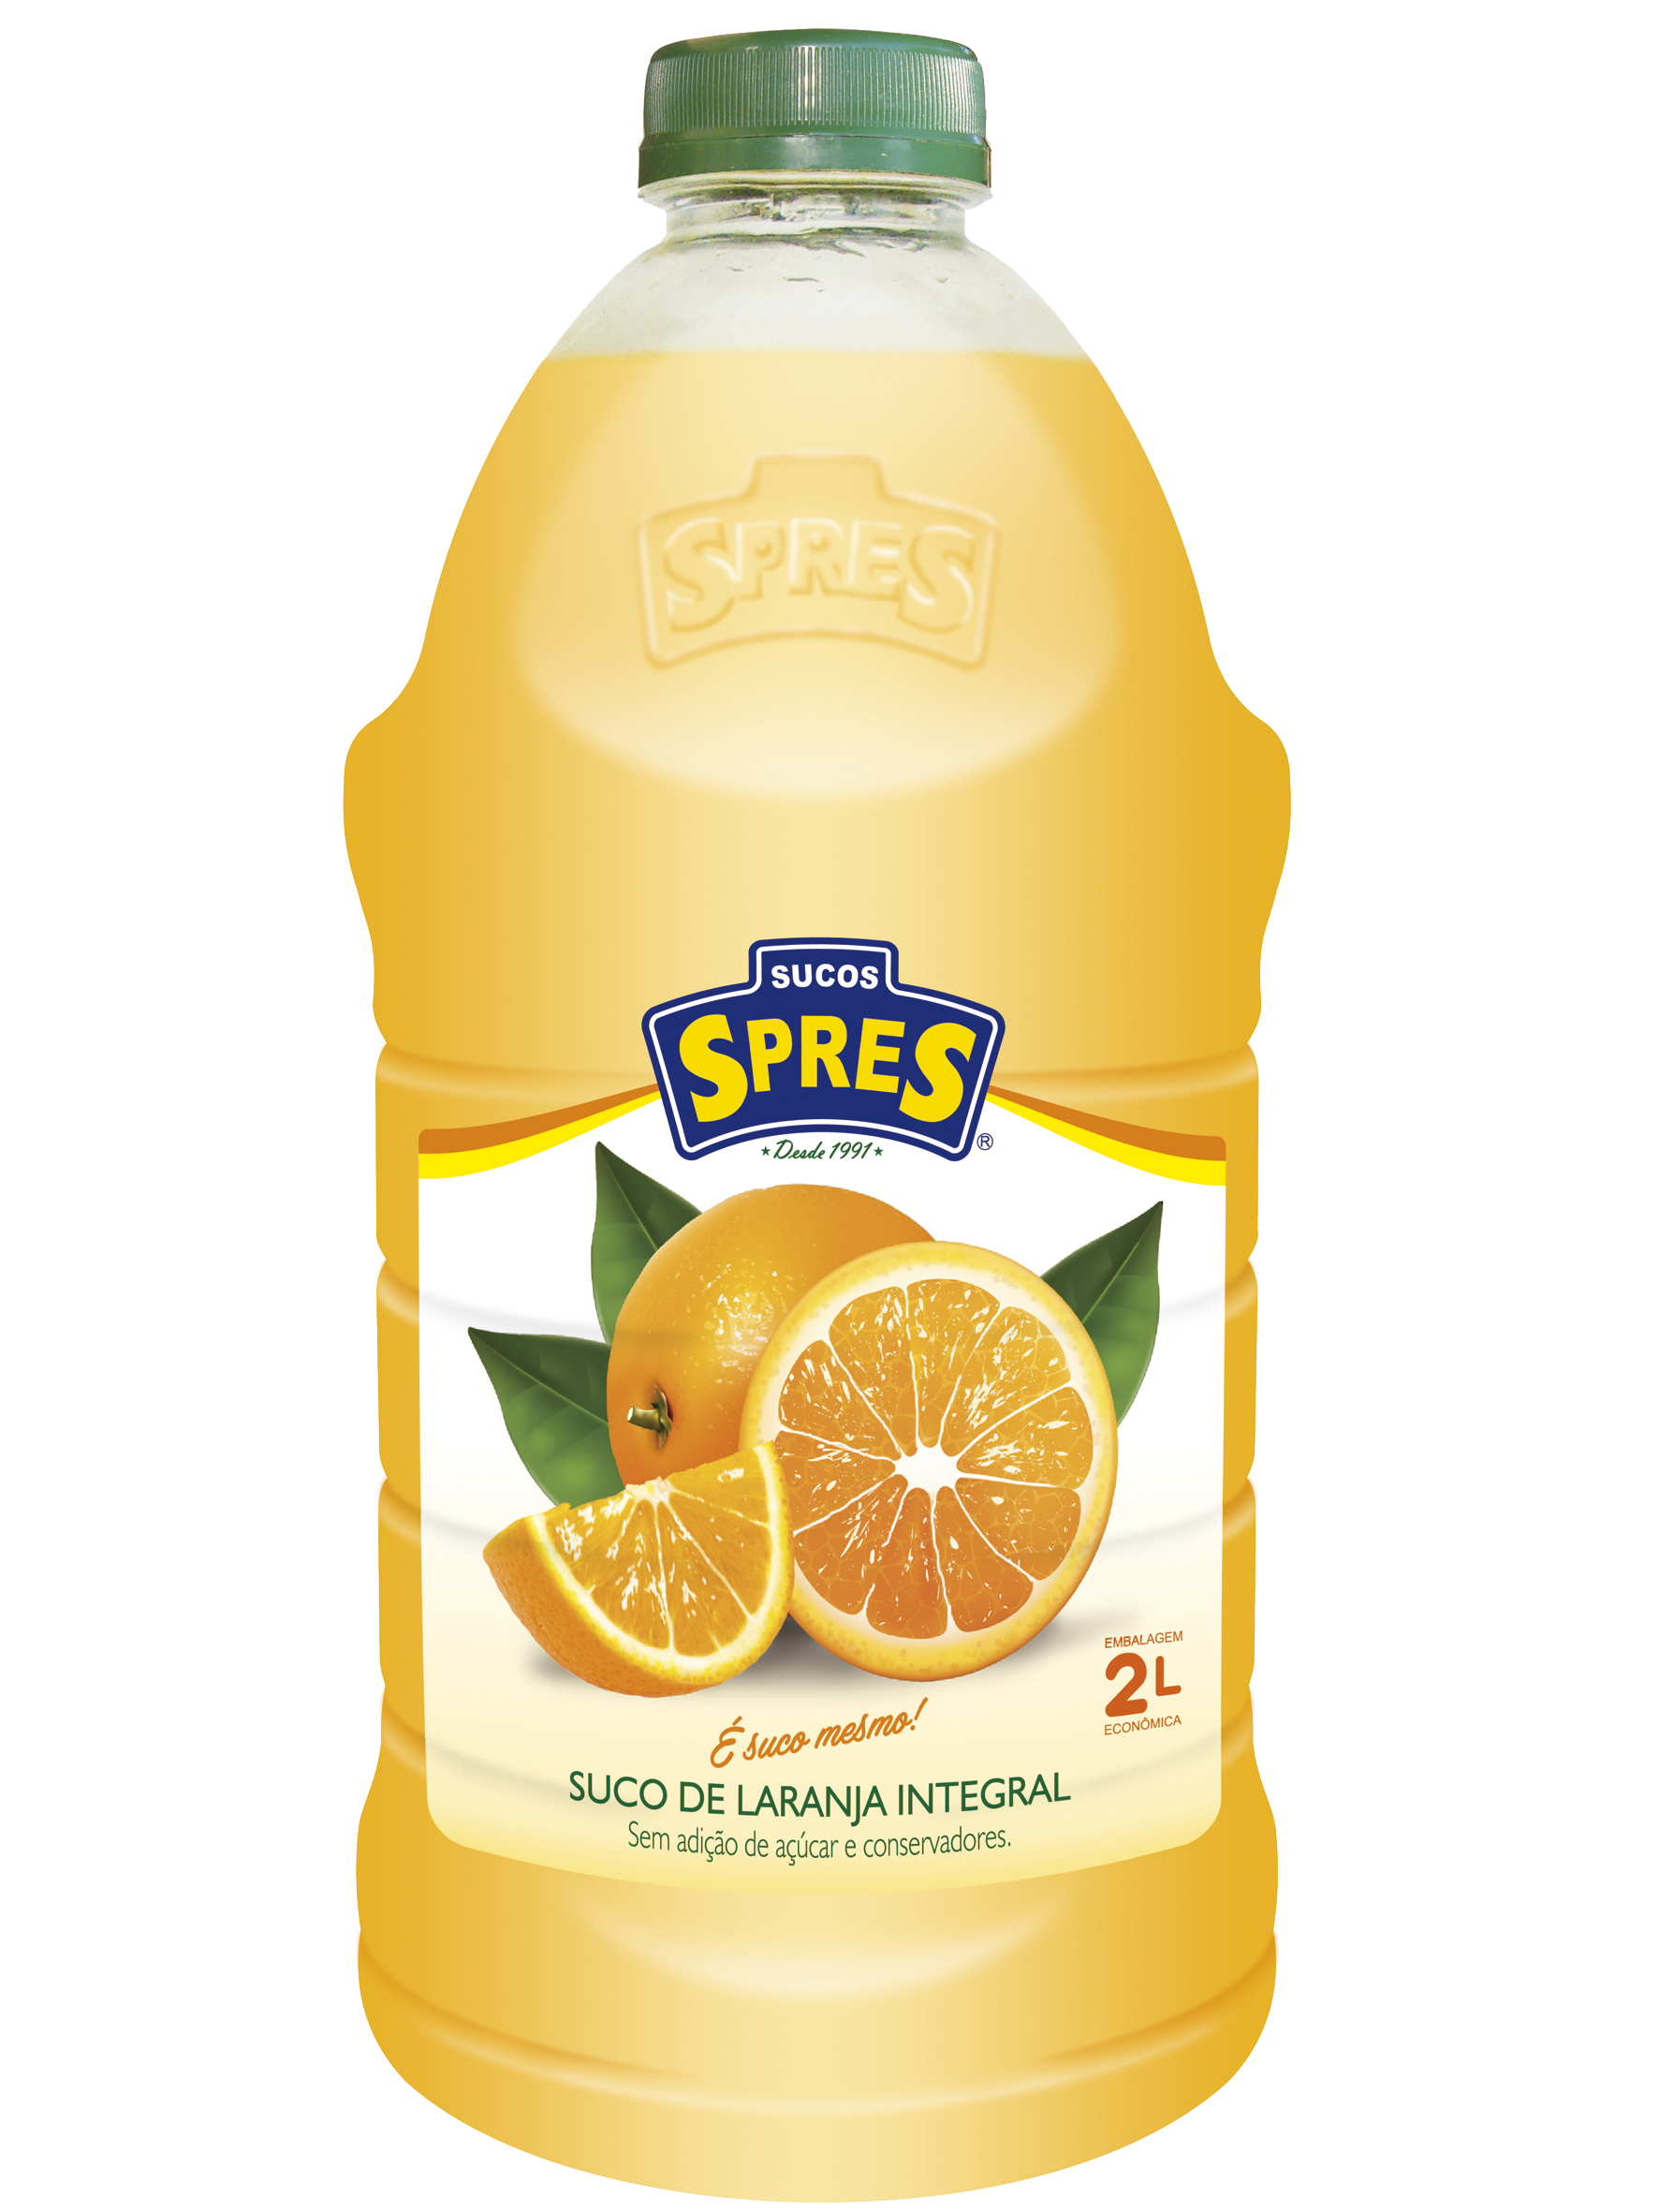 SPRES
SUCOS
SPRES
®
Desde 1991
EMBALAGEM
2L
ECONÔMICA
É suco mesmo!
SUCO DE LARANJA INTEGRAL
Sem adição de açúcar e conservadores.